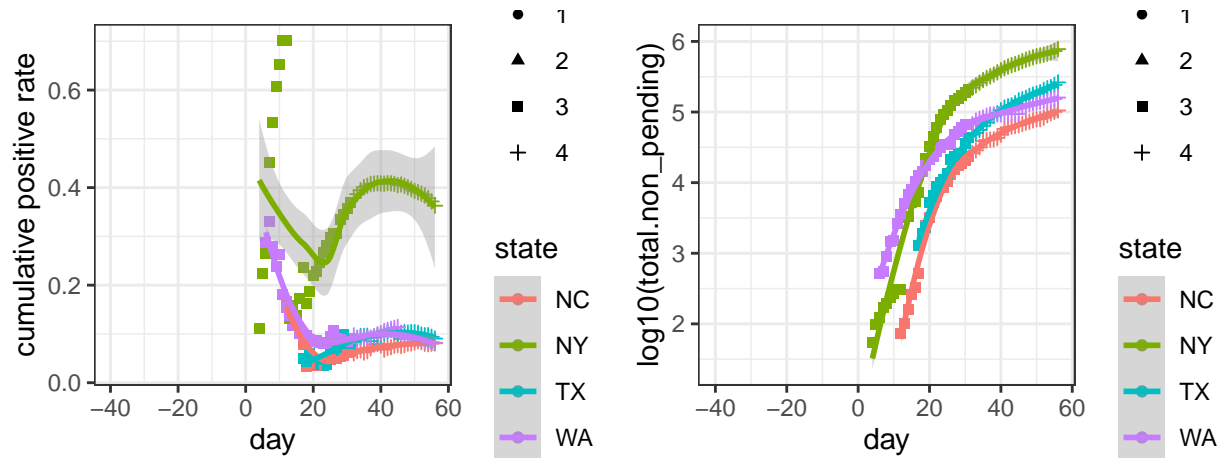 cumulative positive rate
0.6
0.4
0.2
0.0
−40
−20
0
20
40
60
day
1
2
3
4
state
NC
NY
TX
WA
log10(total.non_pending)
6
5
4
3
2
−40
−20
0
20
40
60
day
1
2
3
4
state
NC
NY
TX
WA